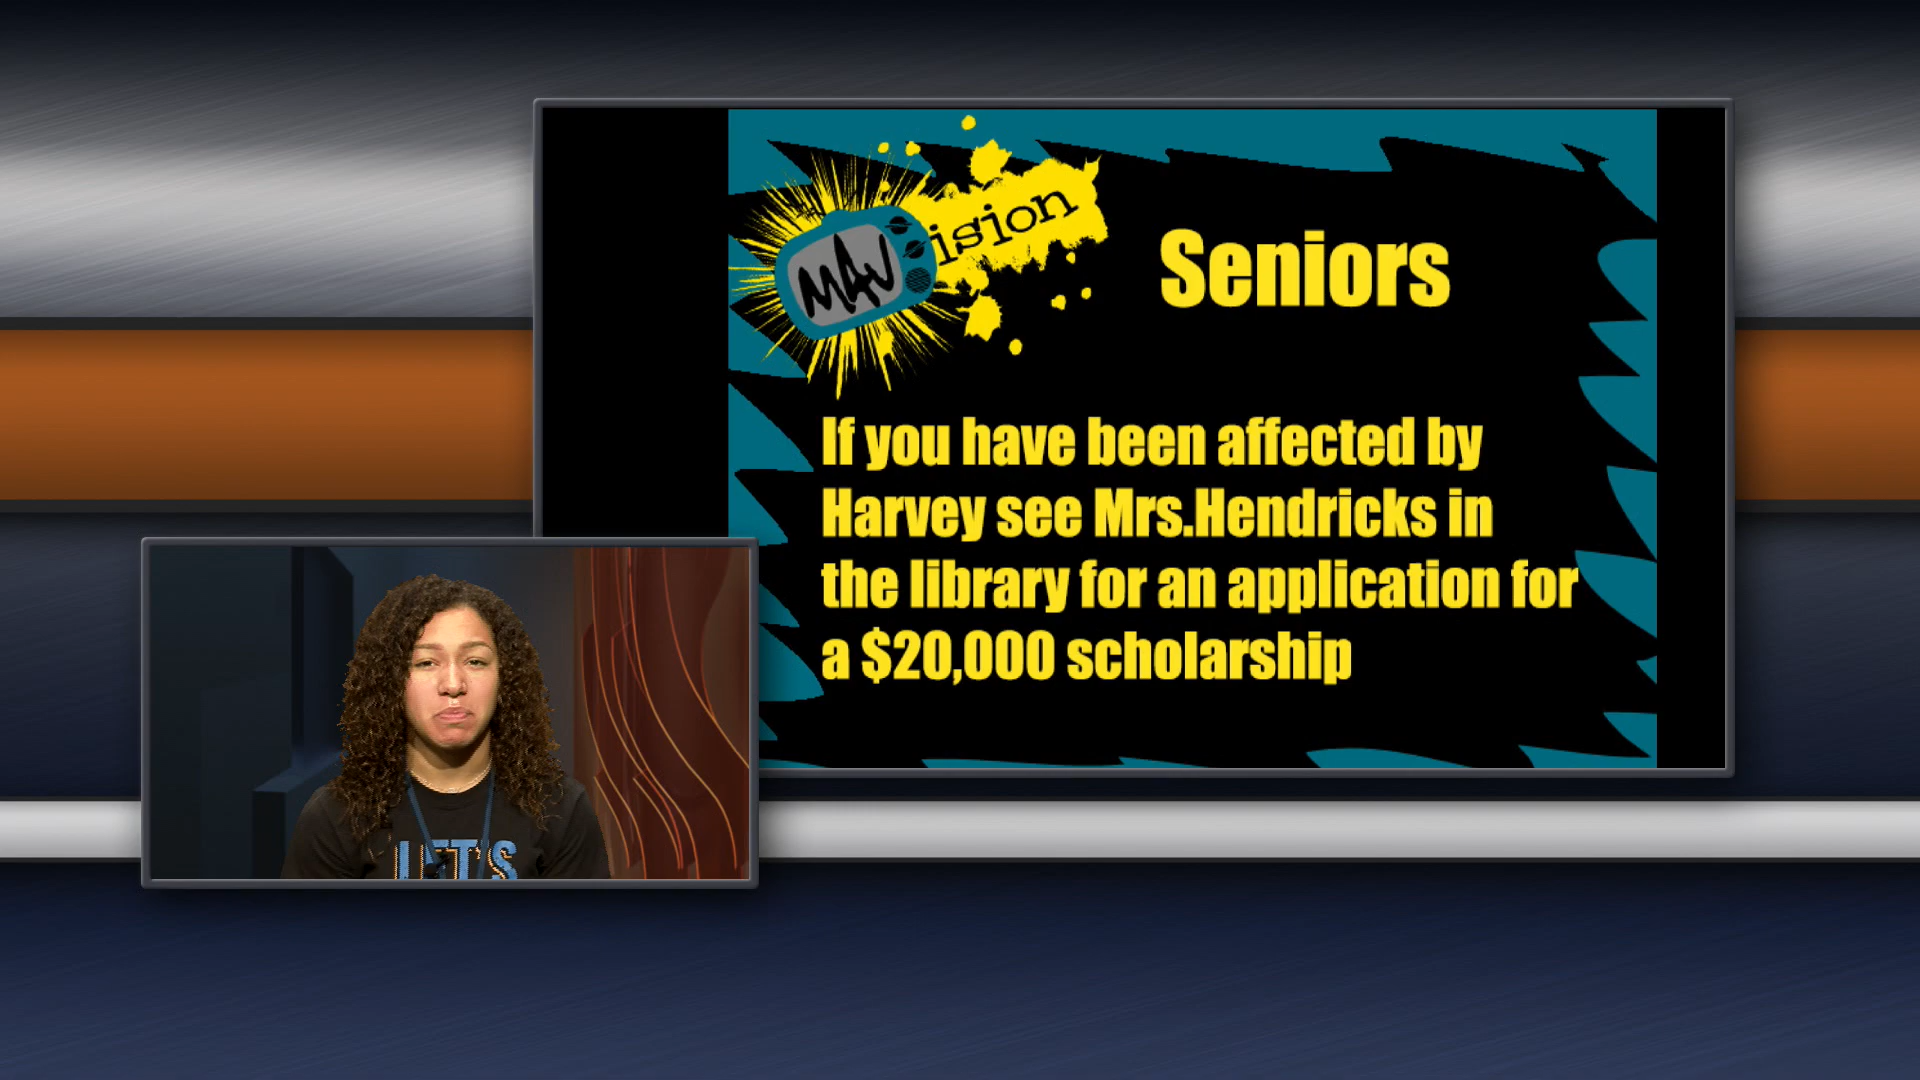 MAV
ision
Seniors
If you have been affected by
Harvey see Mrs.Hendricks in
the library for an application for
a $20,000 scholarship
LET'S